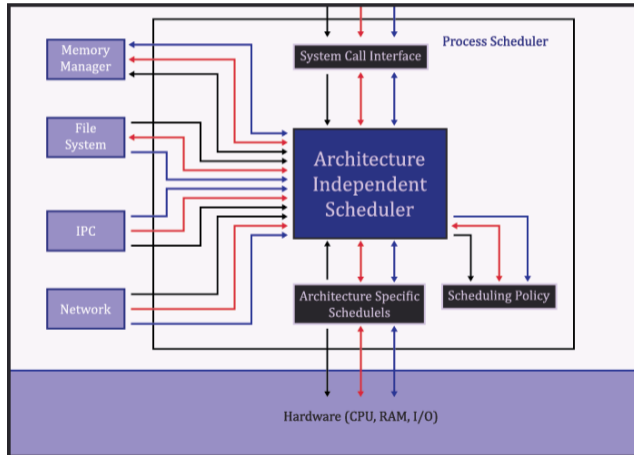 Process Scheduler
Memory
Manager
System Call Interface
File
System
Architecture
Independent
Scheduler
IPC
Network
Architecture Specific
Schedulels
Scheduling Policy
Hardware (CPU, RAM, I/O)